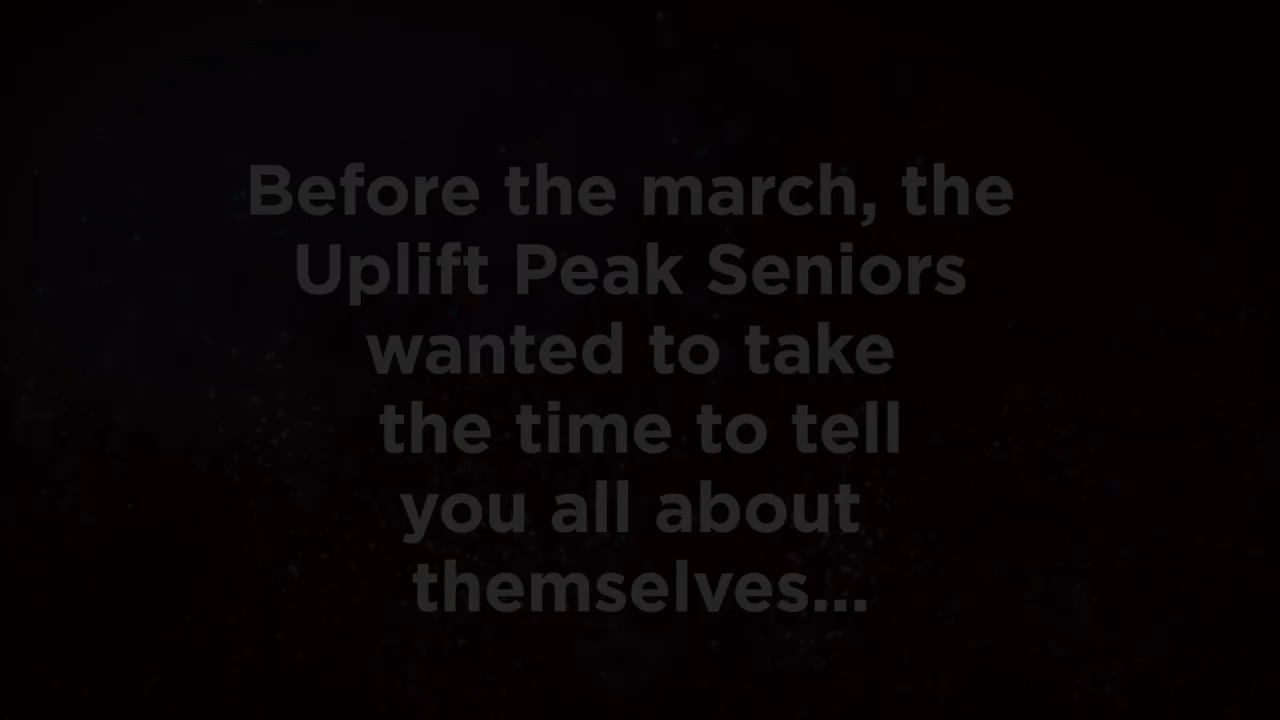 Before the march, the
Uplift Peak Seniors
wanted to take
the time to tell
you all about
themselves...